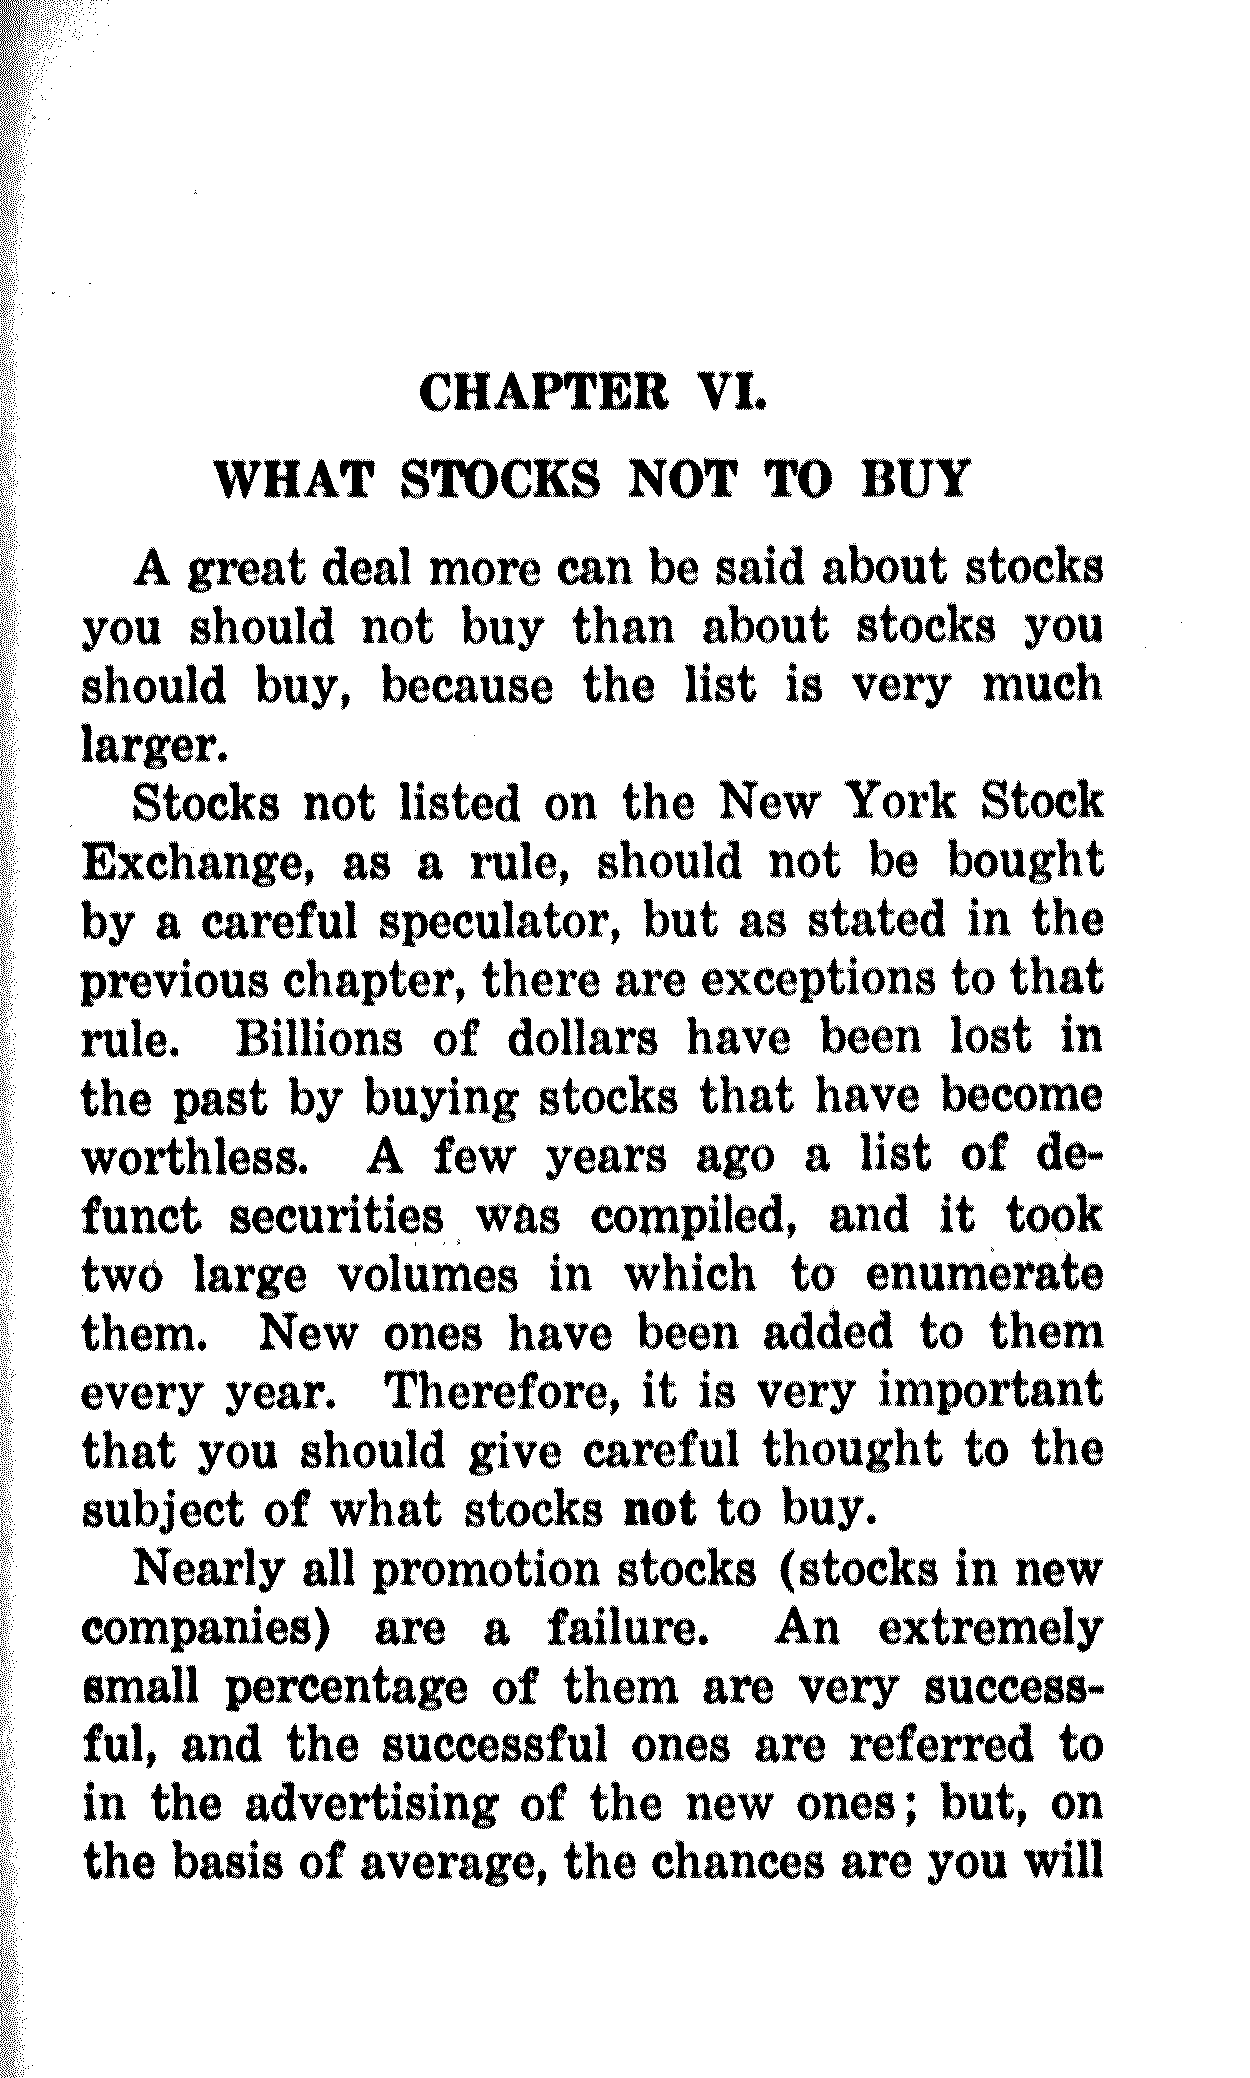 CHAPTER VI.
WHAT STOCKS NOT TO BUY
A great deal more can be said about stocks
you should not buy than about stocks you
should buy, because the list is very much
larger.
Stocks not listed on the New York Stock
Exchange, as a rule, should not be bought
by a careful speculator, but as stated in the
previous chapter, there are exceptions to that
rule. Billions of dollars have been lost in
the past by buying stocks that have become
worthless. A few years ago a list of de-
funct securities was compiled, and it took
two large volumes in which to enumerate
them. New ones have been added to them
every year. Therefore, it is very important
that you should give careful thought to the
subject of what stocks not to buy.
Nearly all promotion stocks (stocks in new
companies) are a failure. An extremely
small percentage of them are very success-
ful, and the successful ones are referred to
in the advertising of the new ones; but, on
the basis of average, the chances are you will